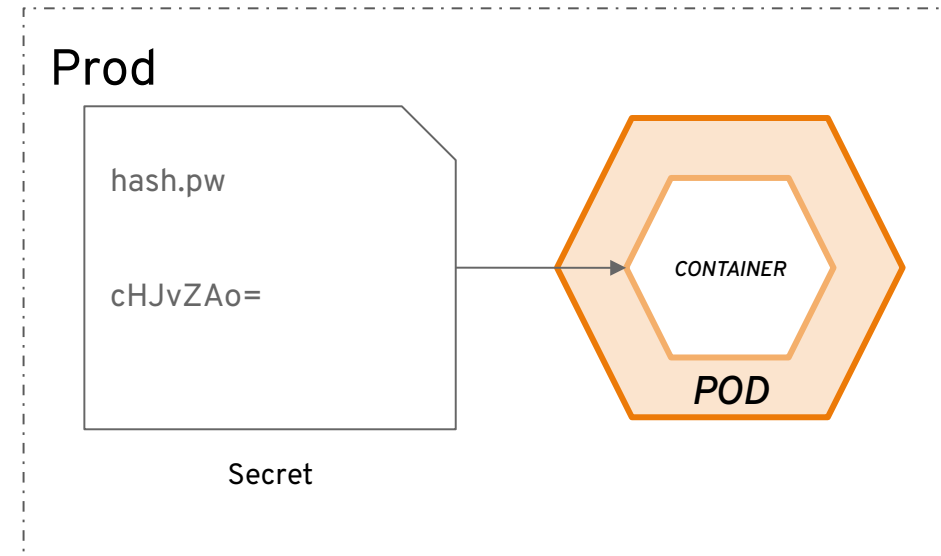 Prod
hash.pw
cHJvZAo=
CONTAINER
POD
Secret